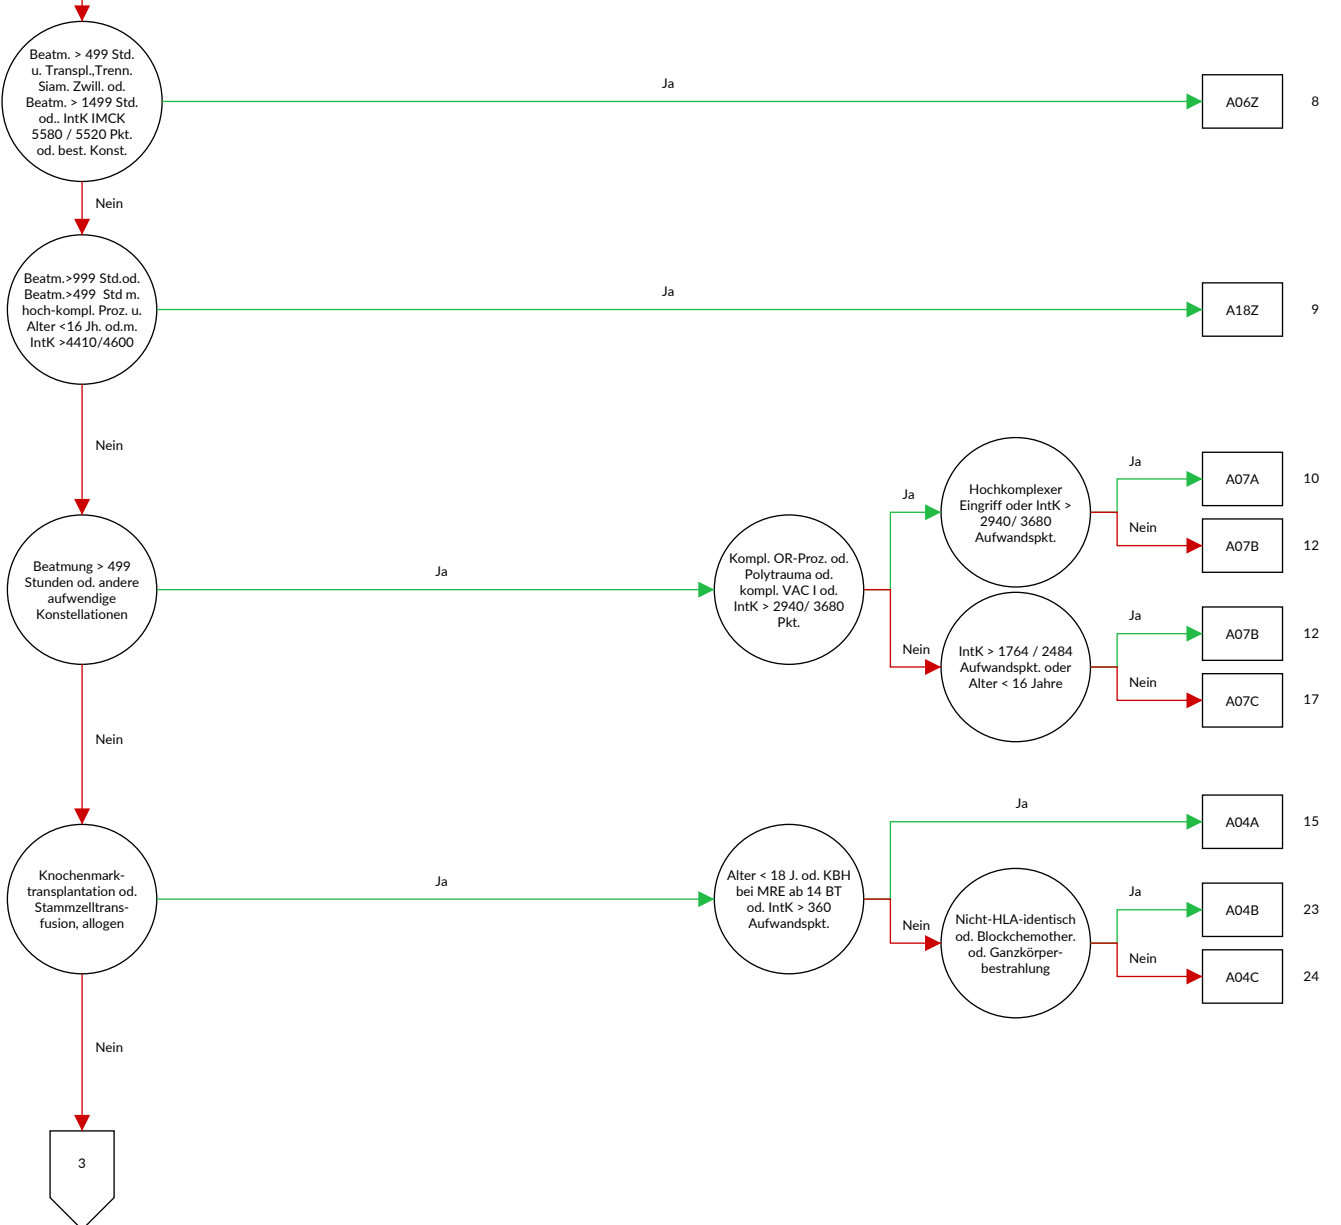 Beatm. > 499 Std.
u. Transpl.,Trenn.
Siam. Zwill. od.
Beatm. > 1499 Std.
od.. IntK IMCK
5580 / 5520 Pkt.
od. best. Konst.
Ja
A06Z
8
Nein
Beatm.>999 Std.od.
Beatm.>499  Std m.
hoch-kompl. Proz. u.
Alter <16 Jh. od.m.
IntK >4410/4600
Ja
A18Z
9
Nein
Beatmung > 499
Stunden od. andere
aufwendige
Konstellationen
Ja
Kompl. OR-Proz. od.
Polytrauma od.
kompl. VAC I od.
IntK > 2940/ 3680
Pkt.
Ja
Hochkomplexer
Eingriff oder IntK >
2940/ 3680
Aufwandspkt.
Ja
A07A
10
Nein
A07B
12
Nein
IntK > 1764 / 2484
Aufwandspkt. oder
Alter < 16 Jahre
Ja
A07B
12
Nein
A07C
17
Nein
Knochenmark-
transplantation od.
Stammzelltrans-
fusion, allogen
Ja
Alter < 18 J. od. KBH
bei MRE ab 14 BT
od. IntK > 360
Aufwandspkt.
Ja
A04A
15
Nein
Nicht-HLA-identisch
od. Blockchemother.
od. Ganzkörper-
bestrahlung
Ja
A04B
23
Nein
A04C
24
Nein
3